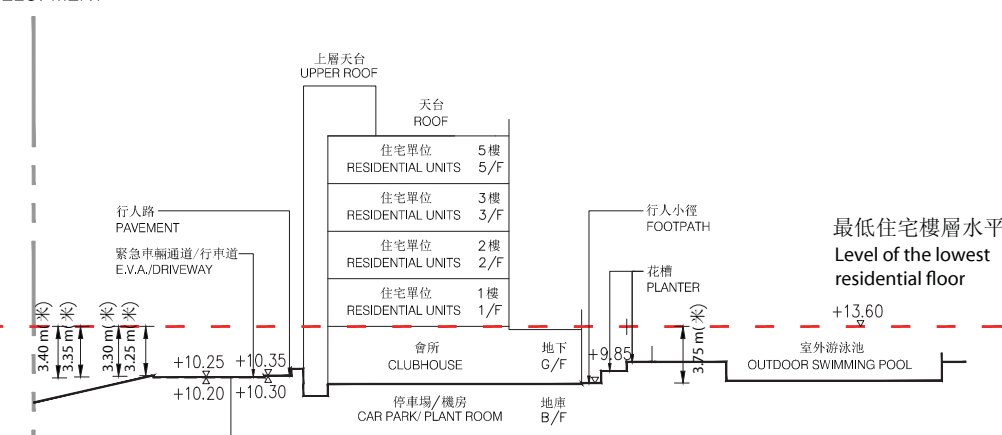 上層天台
UPPER ROOF
天台
ROOF
住宅單位 5樓
RESIDENTIAL UNITS 5/F
住宅單位 3樓
RESIDENTIAL UNITS 3/F
住宅單位 2樓
RESIDENTIAL UNITS 2/F
住宅單位 1樓
RESIDENTIAL UNITS 1/F
會所 地下
CLUBHOUSE G/F
停車場/機房 地庫
CAR PARK/ PLANT ROOM B/F
行人路
PAVEMENT
緊急車輛通道/行車道
E.V.A./DRIVEWAY
3.40 m(米)
3.35 m(米)
3.30 m(米)
3.25 m(米)
+10.25 +10.35
+10.20 +10.30
行人小徑
FOOTPATH
花槽
PLANTER
+9.85
3.75 m(米)
最低住宅樓層水平
Level of the lowest
residential floor
+13.60
室外游泳池
OUTDOOR SWIMMING POOL